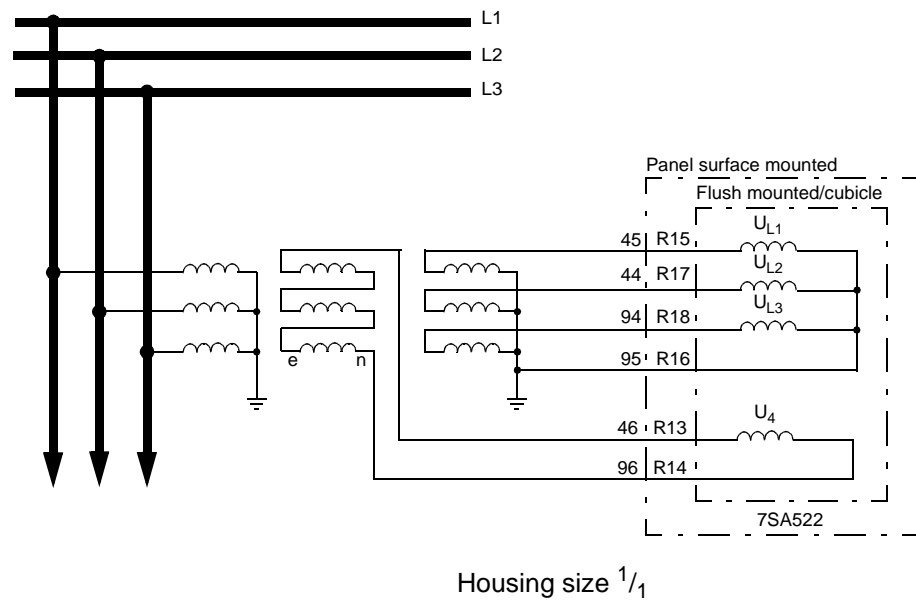 L1
L2
L3
Panel surface mounted
Flush mounted/cubicle
UL1
45 R15
UL2
44 R17
UL3
94 R18
e n
95 R16
U4
46 R13
96 R14
7SA522
Housing size 1/1